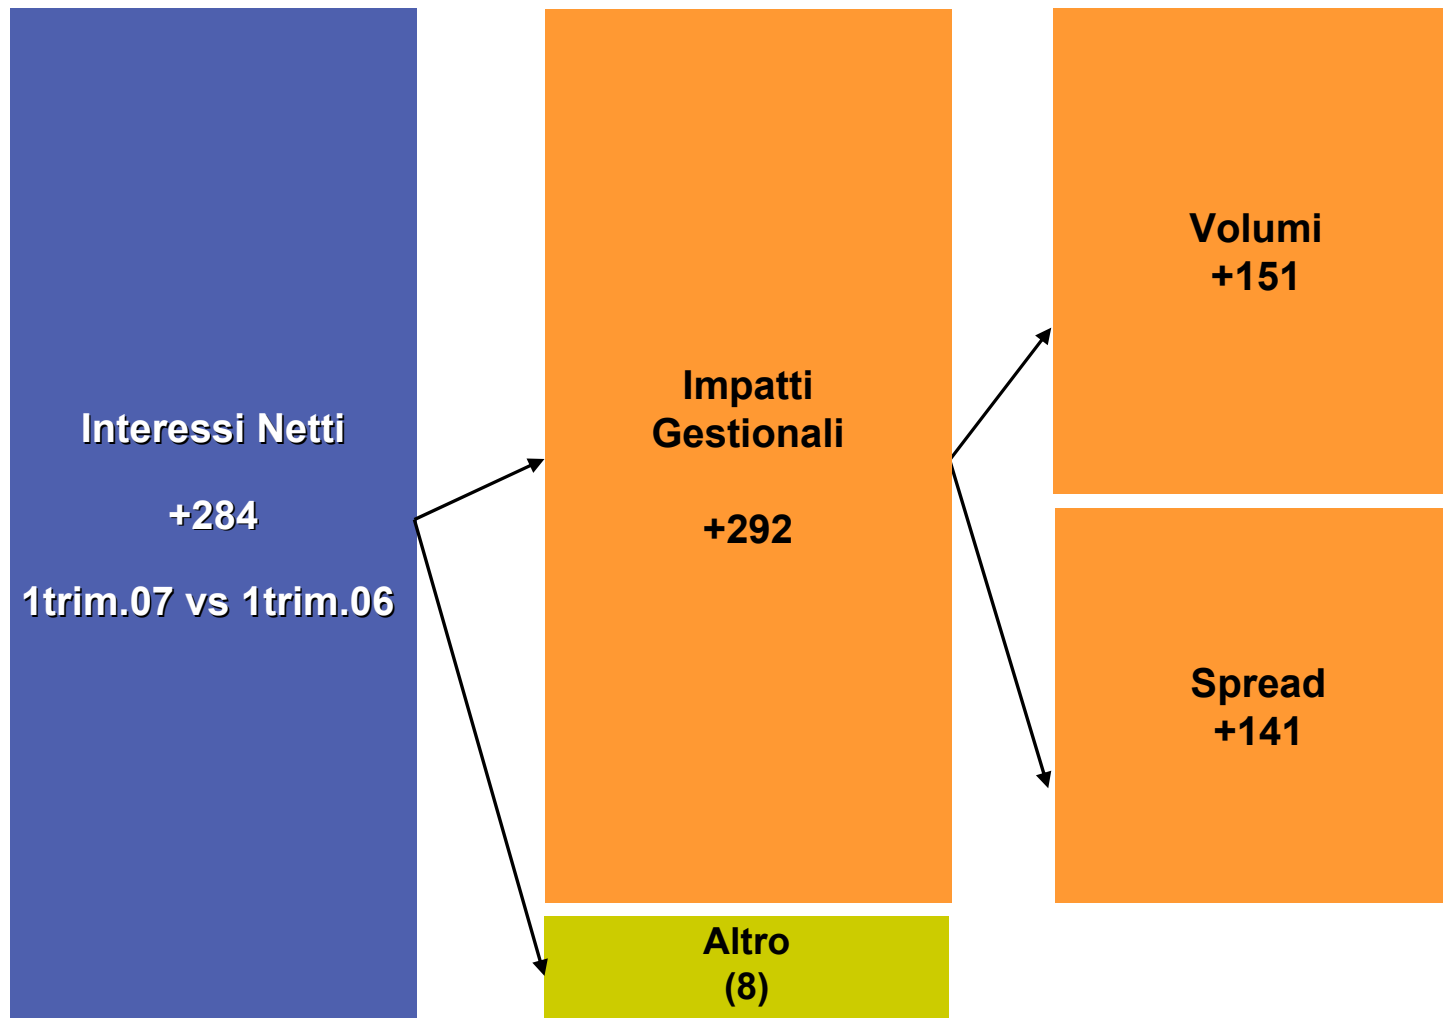 Interessi Netti
+284
1trim.07 vs 1trim.06
Impatti
Gestionali
+292
Altro
(8)
Volumi
+151
Spread
+141